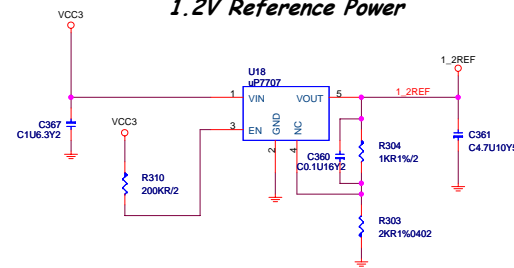 1.2V Reference Power
VCC3
U18
uP7707
1 VIN VOUT 5
1_2REF
1_2REF
3 EN GND NC
2 4
C367
C1U6.3Y2
VCC3
R310
200KR/2
C360
C0.1U16Y2
R304
1KR1%/2
C361
C4.7U10Y5
R303
2KR1%0402